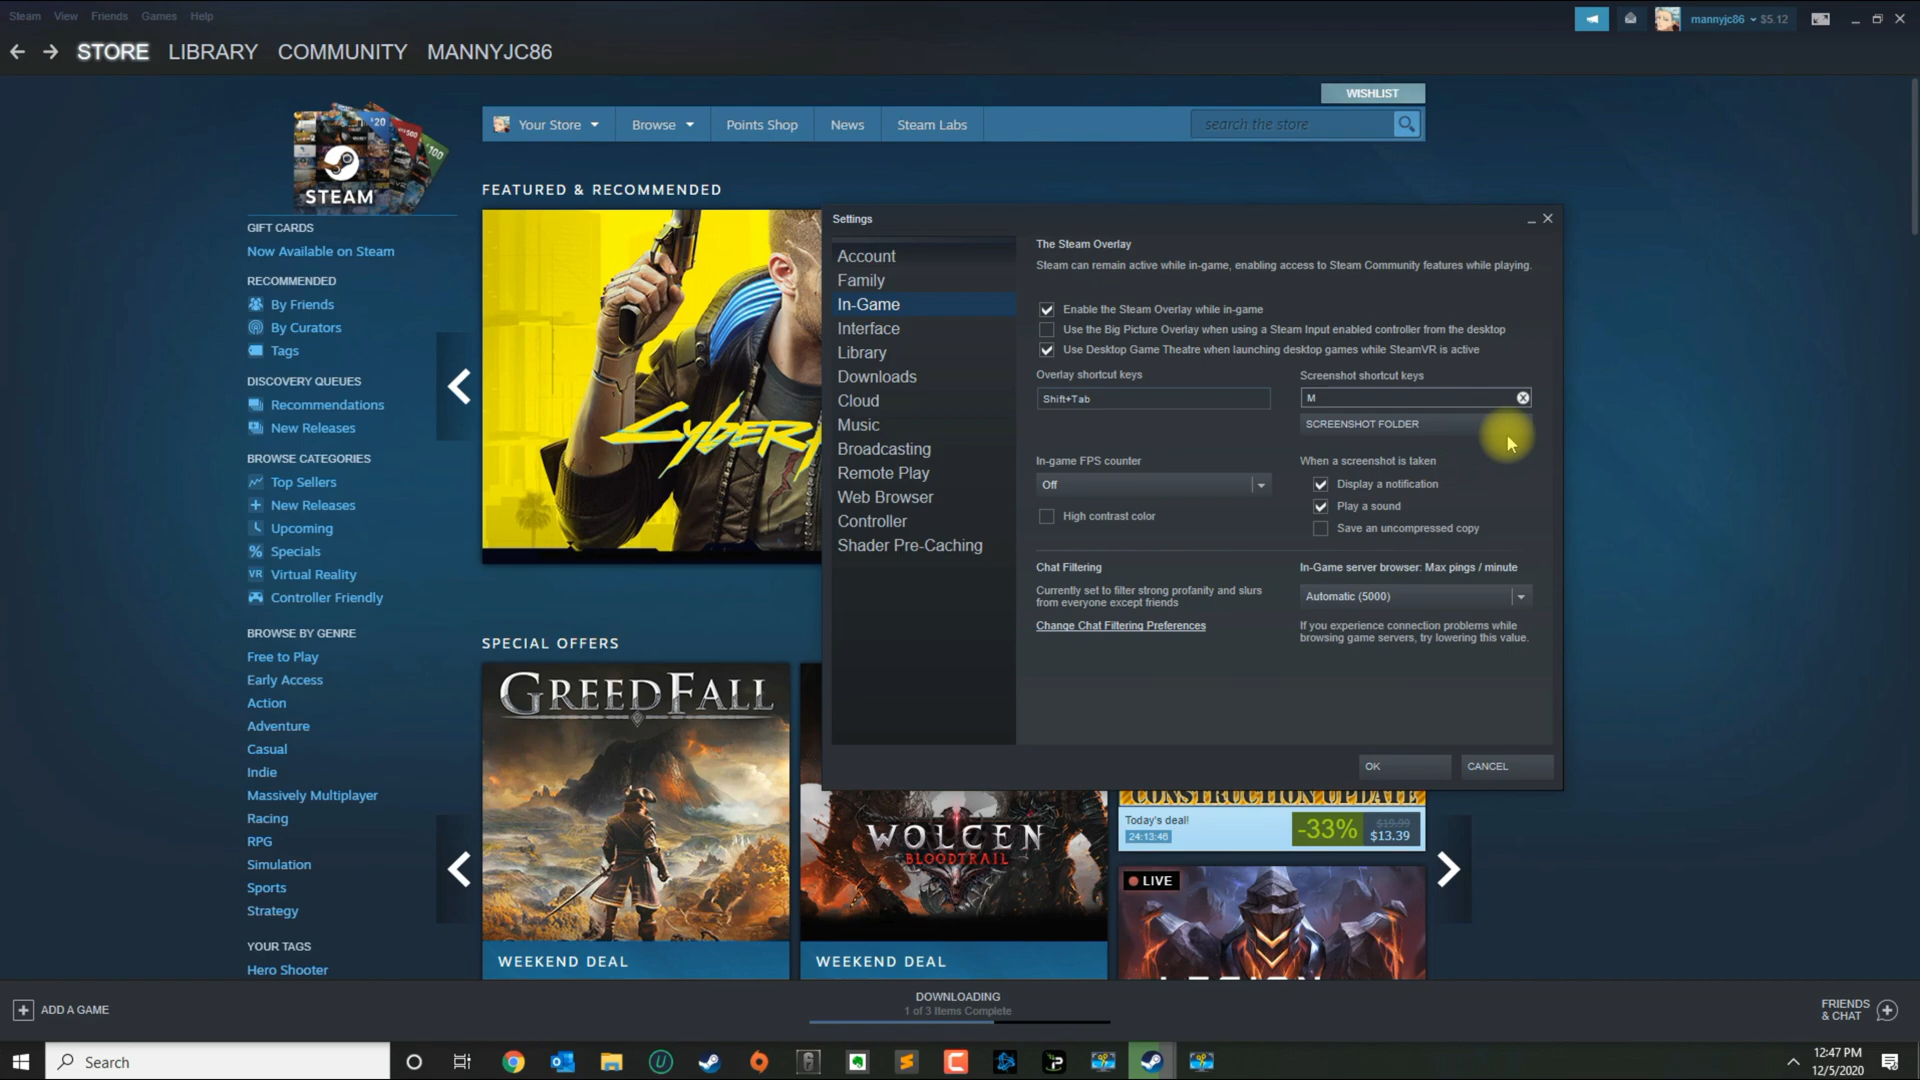 Steam View Friends Games Help
mannyjc86 $5.12
STORE LIBRARY COMMUNITY MANNYJC86
WISHLIST
Your Store Browse Points Shop News Steam Labs search the store
$20 $100
STEAM
FEATURED & RECOMMENDED
GIFT CARDS
Now Available on Steam
RECOMMENDED
By Friends
By Curators
Tags
DISCOVERY QUEUES
Recommendations
New Releases
BROWSE CATEGORIES
Top Sellers
New Releases
Upcoming
% Specials
VR Virtual Reality
Controller Friendly
BROWSE BY GENRE
Free to Play
Early Access
Action
Adventure
Casual
Indie
Massively Multiplayer
Racing
RPG
Simulation
Sports
Strategy
YOUR TAGS
Hero Shooter
CYBERP
Settings
Account
Family
In-Game
Interface
Library
Downloads
Cloud
Music
Broadcasting
Remote Play
Web Browser
Controller
Shader Pre-Caching
The Steam Overlay
Steam can remain active while in-game, enabling access to Steam Community features while playing.
Enable the Steam Overlay while in-game
Use the Big Picture Overlay when using a Steam Input enabled controller from the desktop
Use Desktop Game Theatre when launching desktop games while SteamVR is active
Overlay shortcut keys
Shift+Tab
Screenshot shortcut keys
M
SCREENSHOT FOLDER
In-game FPS counter
Off
High contrast color
When a screenshot is taken
Display a notification
Play a sound
Save an uncompressed copy
Chat Filtering
Currently set to filter strong profanity and slurs
from everyone except friends
Change Chat Filtering Preferences
In-Game server browser: Max pings / minute
Automatic (5000)
If you experience connection problems while
browsing game servers, try lowering this value.
OK CANCEL
SPECIAL OFFERS
GREEDFALL
WEEKEND DEAL
WOLCEN
BLOODTRAIL
WEEKEND DEAL
CONSTRUCTION UPDATE
Today's deal!
24:13:46
-33%
$19.99
$13.39
LIVE
ADD A GAME
DOWNLOADING
1 of 3 Items Complete
FRIENDS
& CHAT
Search
12:47 PM
12/5/2020